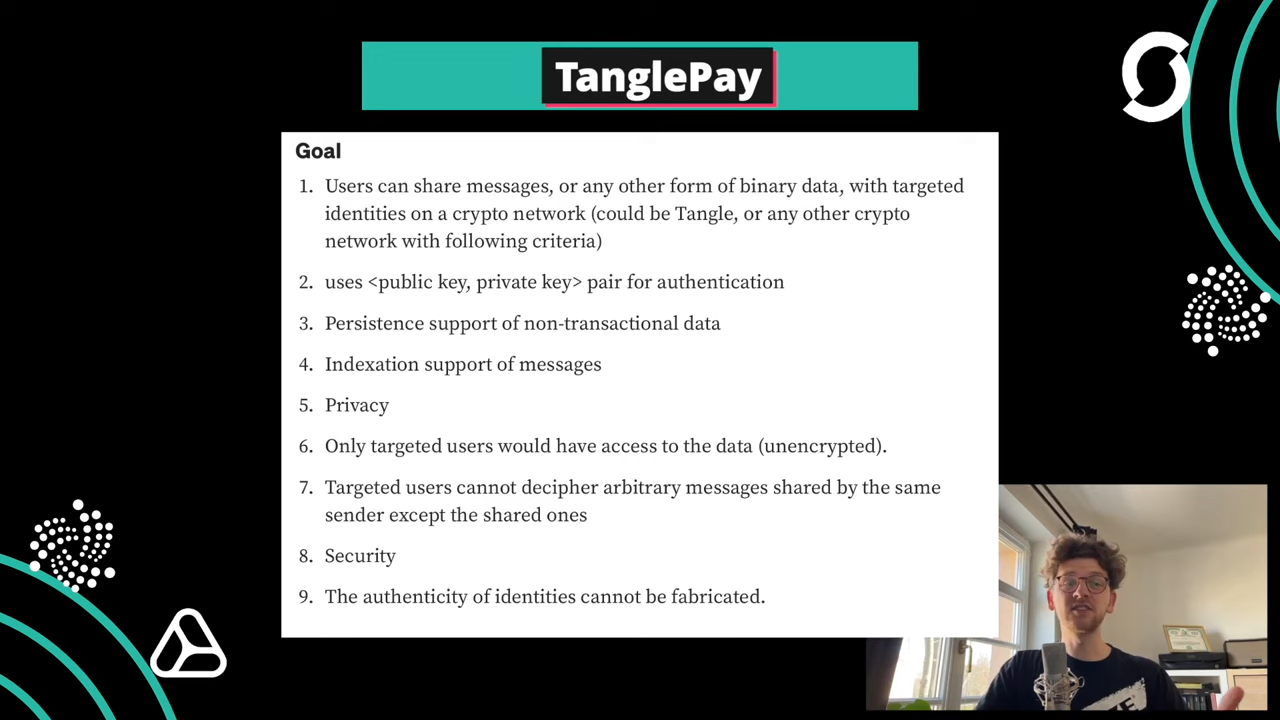 TanglePay
Goal
1. Users can share messages, or any other form of binary data, with targeted
identities on a crypto network (could be Tangle, or any other crypto
network with following criteria)
2. uses <public key, private key> pair for authentication
3. Persistence support of non-transactional data
4. Indexation support of messages
5. Privacy
6. Only targeted users would have access to the data (unencrypted).
7. Targeted users cannot decipher arbitrary messages shared by the same
sender except the shared ones
8. Security
9. The authenticity of identities cannot be fabricated.